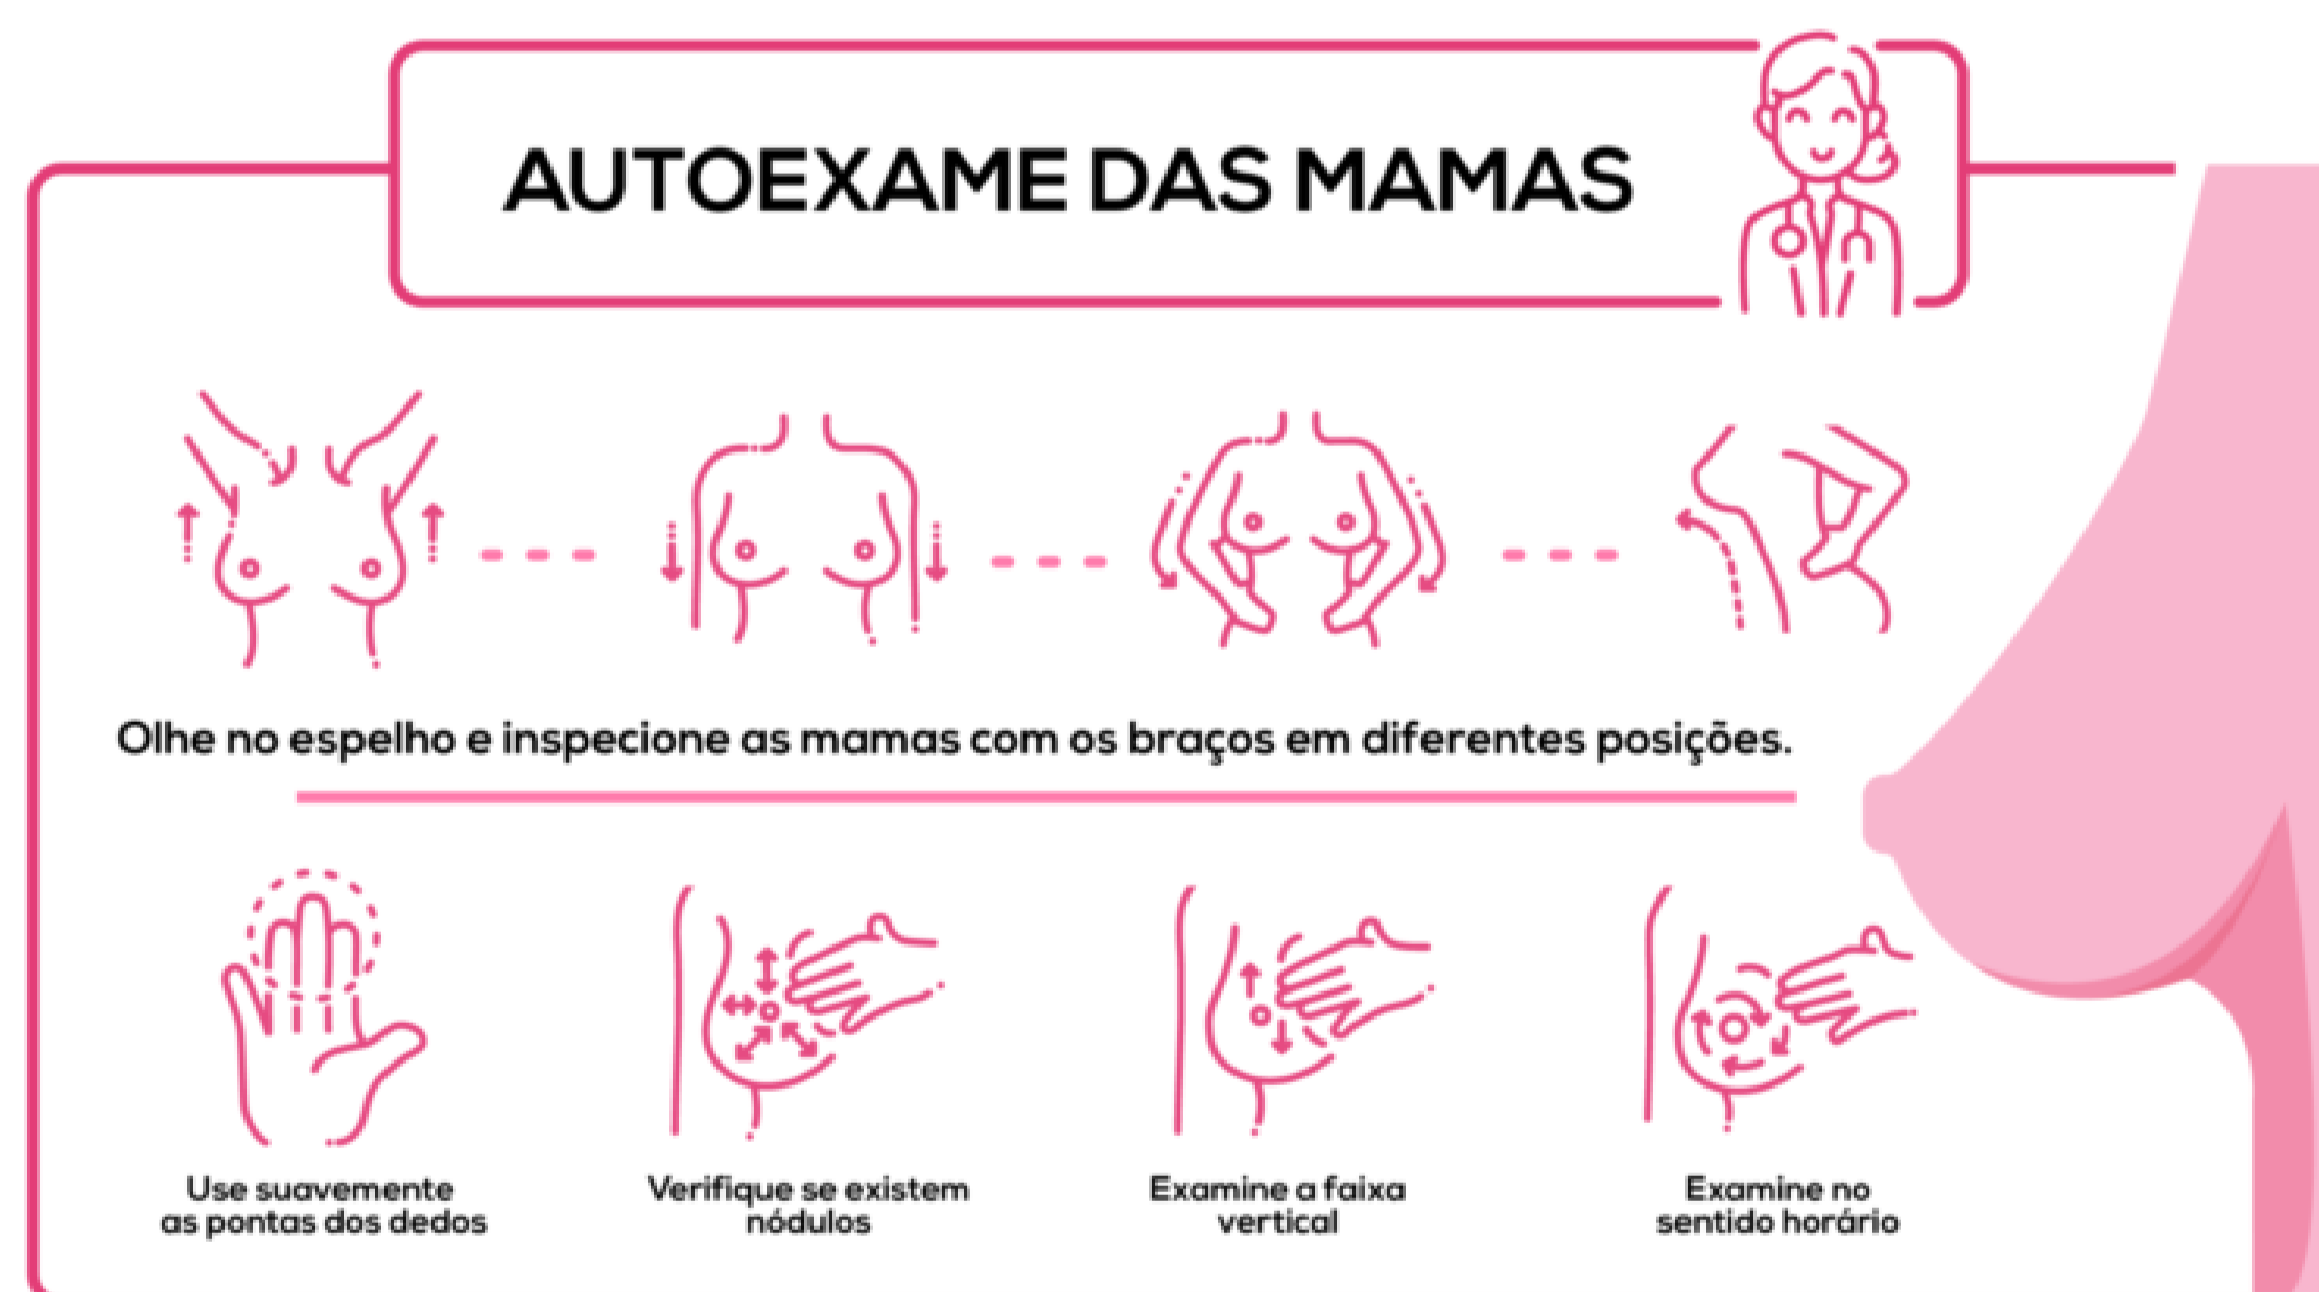 AUTOEXAME DAS MAMAS
Olhe no espelho e inspecione as mamas com os braços em diferentes posições.
Use suavemente
as pontas dos dedos
Verifique se existem
nódulos
Examine a faixa
vertical
Examine no
sentido horário